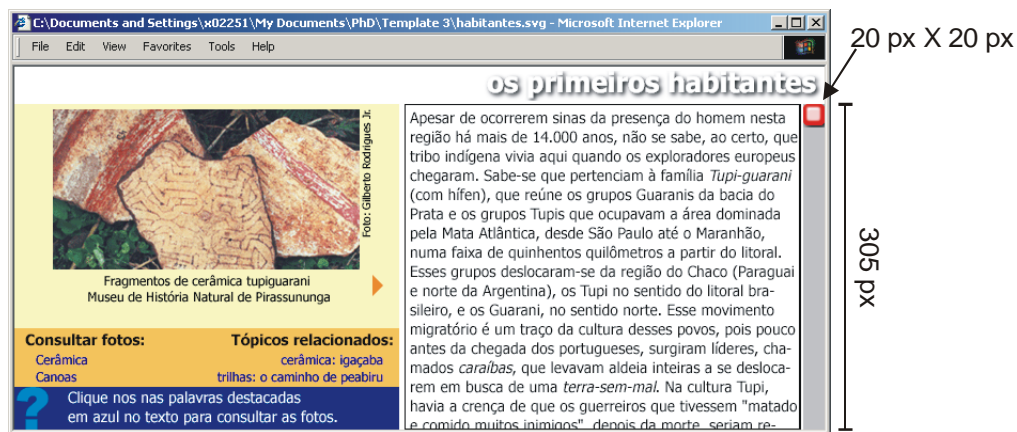 C:\Documents and Settings\x02251\My Documents\PhD\Template 3\habitantes.svg - Microsoft Internet Explorer
File Edit View Favorites Tools Help
20 px X 20 px
os primeiros habitantes
Foto: Gilberto Rodrigues Jr.
Fragmentos de cerâmica tupiguarani
Museu de História Natural de Pirassununga
Consultar fotos:
Cerâmica
Canoas
Tópicos relacionados:
cerâmica: igaçaba
trilhas: o caminho de peabiru
?
Clique nos nas palavras destacadas
em azul no texto para consultar as fotos.
Apesar de ocorrerem sinas da presença do homem nesta
região há mais de 14.000 anos, não se sabe, ao certo, que
tribo indígena vivia aqui quando os exploradores europeus
chegaram. Sabe-se que pertenciam à família Tupi-guarani
(com hífen), que reúne os grupos Guaranis da bacia do
Prata e os grupos Tupis que ocupavam a área dominada
pela Mata Atlântica, desde São Paulo até o Maranhão,
numa faixa de quinhentos quilômetros a partir do litoral.
Esses grupos deslocaram-se da região do Chaco (Paraguai
e norte da Argentina), os Tupi no sentido do litoral bra-
sileiro, e os Guarani, no sentido norte. Esse movimento
migratório é um traço da cultura desses povos, pois pouco
antes da chegada dos portugueses, surgiram líderes, cha-
mados caraíbas, que levavam aldeia inteiras a se desloca-
rem em busca de uma terra-sem-mal. Na cultura Tupi,
havia a crença de que os guerreiros que tivessem "matado
e comido muitos inimigos", depois da morte, seriam re-
305 px